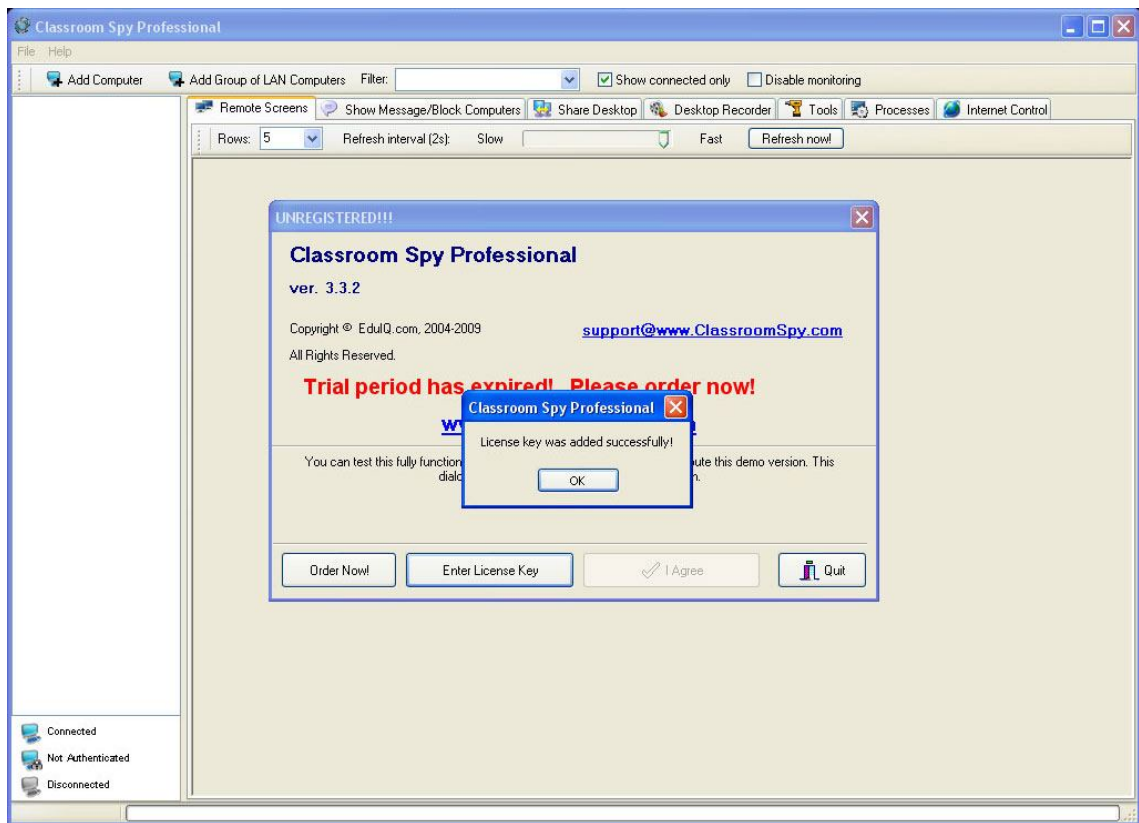 Classroom Spy Professional
File Help
Add Computer Add Group of LAN Computers Filter: Show connected only Disable monitoring
Remote Screens Show Message/Block Computers Share Desktop Desktop Recorder Tools Processes Internet Control
Rows: 5 Refresh interval (2s): Slow Fast Refresh now!
UNREGISTERED!!!
Classroom Spy Professional
ver. 3.3.2
Copyright © EduIQ.com, 2004-2009 support@www.ClassroomSpy.com
All Rights Reserved.
Trial period has expired! Please order now!
Classroom Spy Professional
License key was added successfully!
OK
You can test this fully this demo version. This
Order Now! Enter License Key I Agree Quit
Connected
Not Authenticated
Disconnected